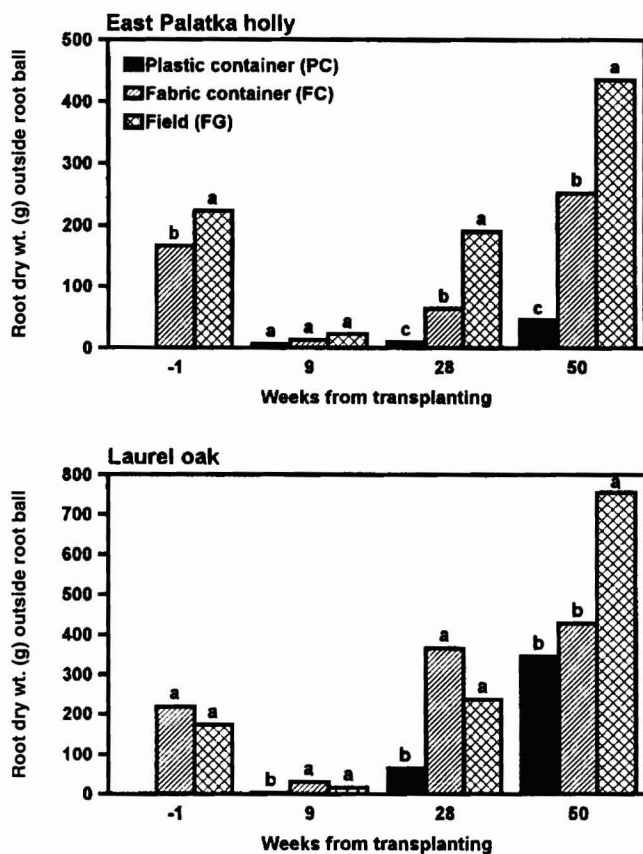 East Palatka holly
500
400
300
200
100
0
Root dry wt. (g) outside root ball
Plastic container (PC)
Fabric container (FC)
Field (FG)
b a
a a a
c b a
c b a
-1 9 28 50
Weeks from transplanting
Laurel oak
800
700
600
500
400
300
200
100
0
Root dry wt. (g) outside root ball
a a
b a a
b a a
b b a
-1 9 28 50
Weeks from transplanting